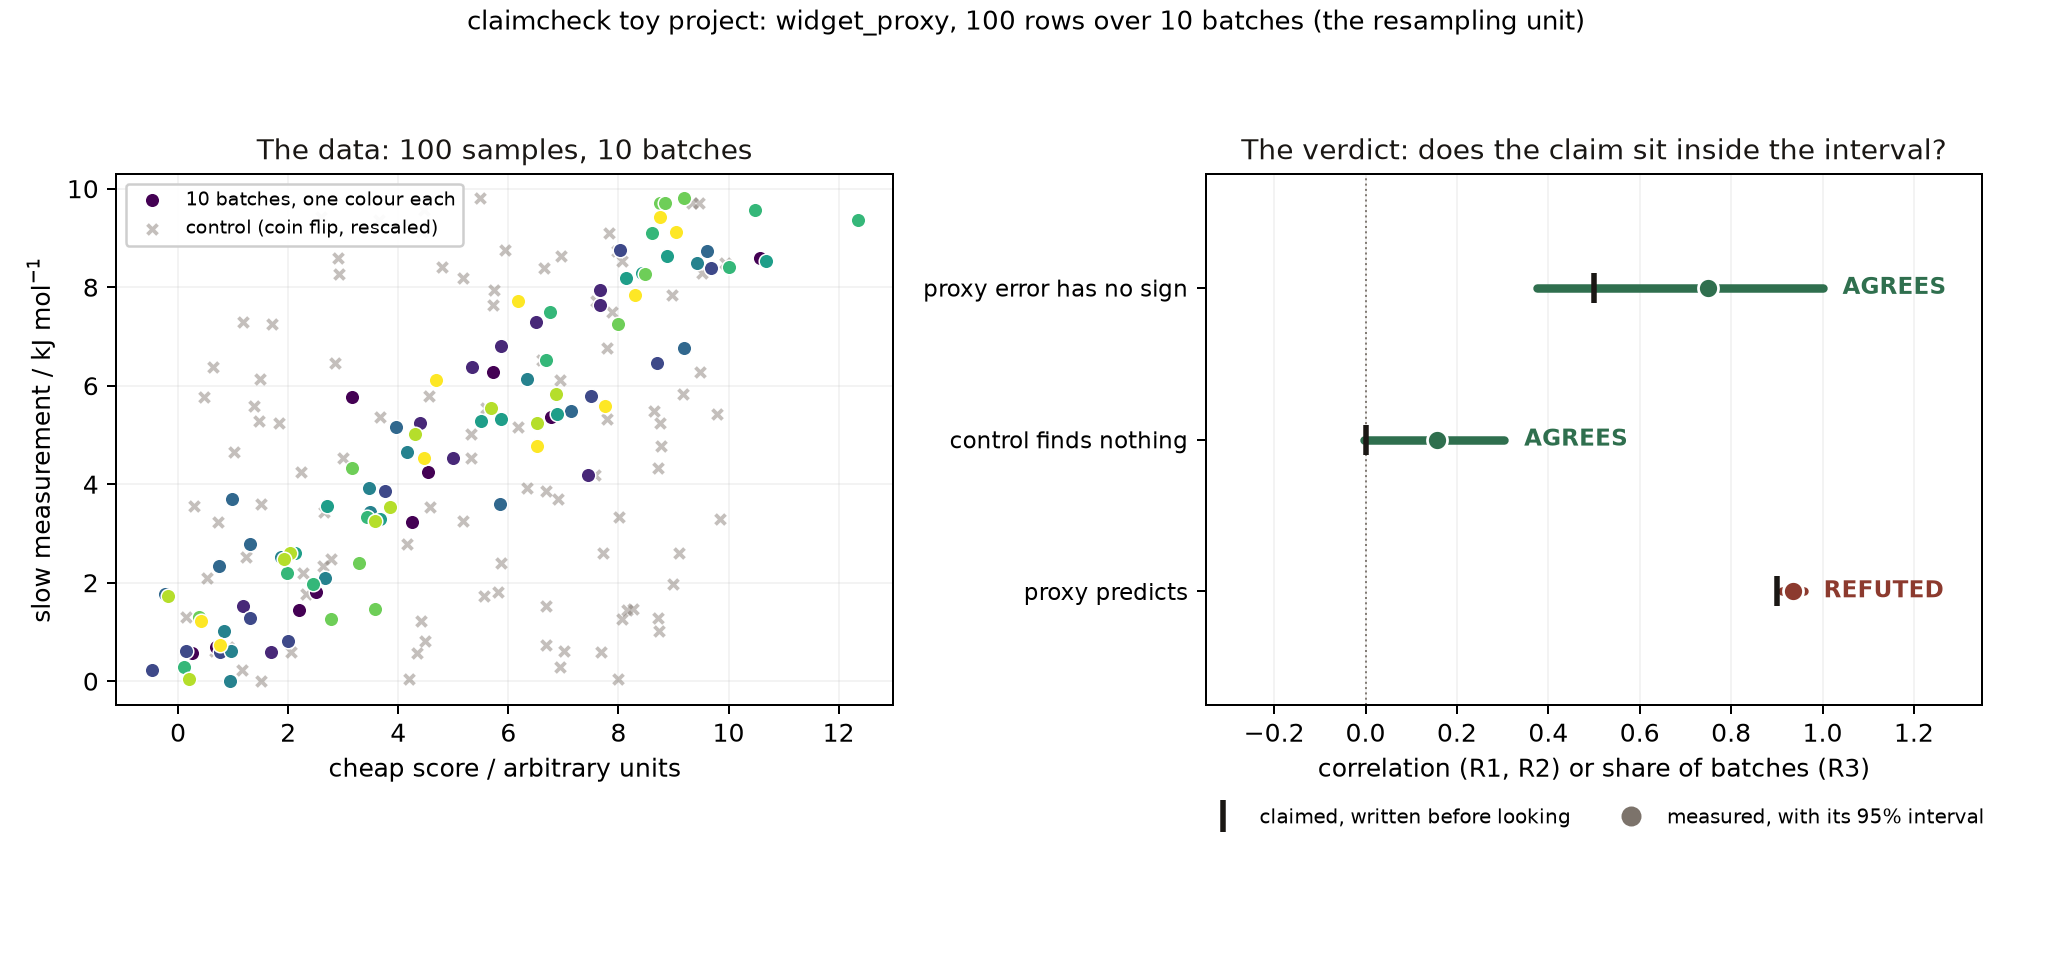 claimcheck toy project: widget_proxy, 100 rows over 10 batches (the resampling unit)
The data: 100 samples, 10 batches
10 batches, one colour each
control (coin flip, rescaled)
slow measurement / kJ mol⁻¹
10
8
6
4
2
0
0 2 4 6 8 10 12
cheap score / arbitrary units
The verdict: does the claim sit inside the interval?
proxy error has no sign AGREES
control finds nothing AGREES
proxy predicts REFUTED
−0.2 0.0 0.2 0.4 0.6 0.8 1.0 1.2
correlation (R1, R2) or share of batches (R3)
claimed, written before looking measured, with its 95% interval